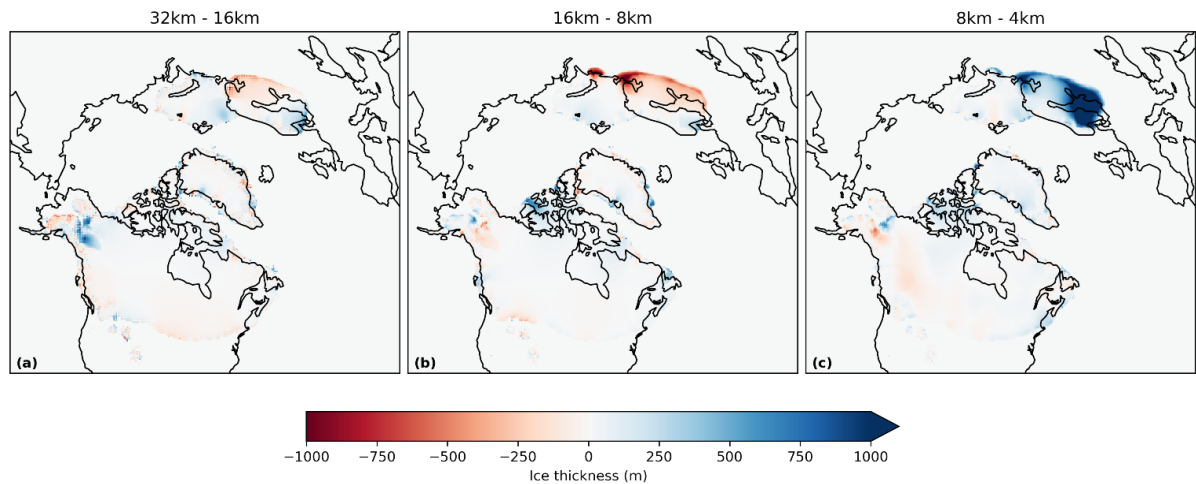 32km - 16km
16km - 8km
8km - 4km
(a)
(b)
(c)
−1000 −750 −500 −250 0 250 500 750 1000
Ice thickness (m)